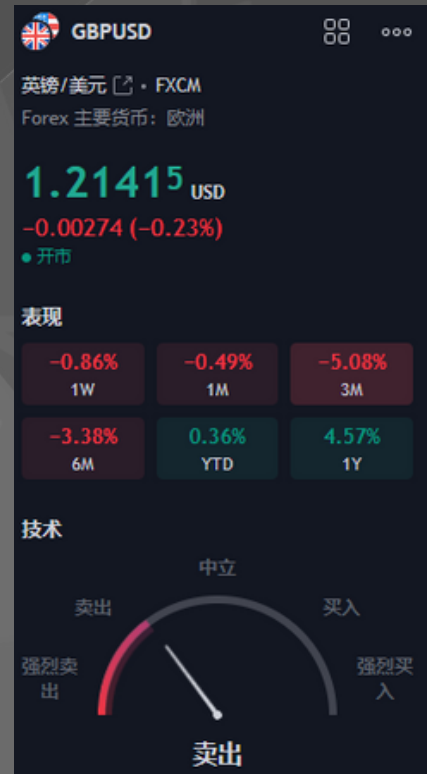 GBPUSD
英镑/美元 · FXCM
Forex 主要货币：欧洲
1.21415 USD
−0.00274 (−0.23%)
开市
表现
−0.86% −0.49% −5.08%
1W 1M 3M
−3.38% 0.36% 4.57%
6M YTD 1Y
技术
中立
卖出 买入
强烈卖 强烈买
出 入
卖出